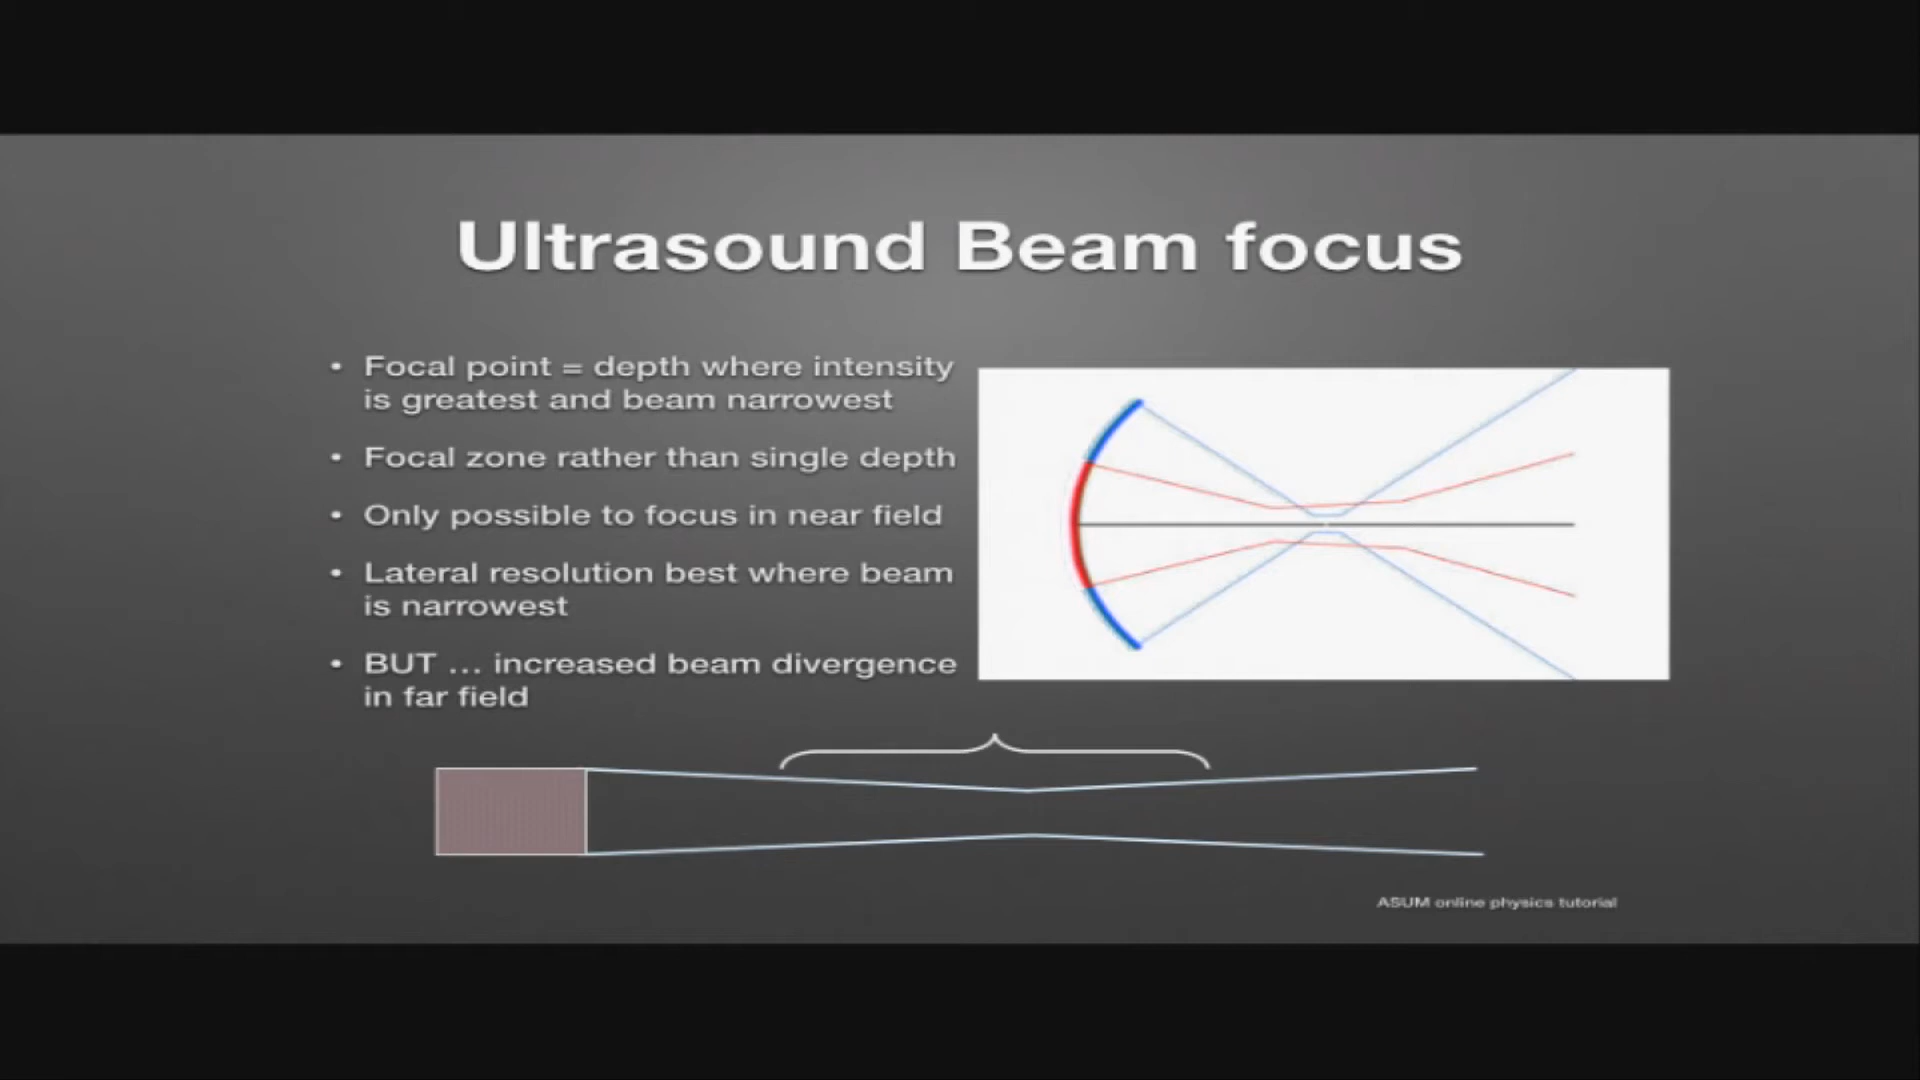 Ultrasound Beam focus
• Focal point = depth where intensity
is greatest and beam narrowest
• Focal zone rather than single depth
• Only possible to focus in near field
• Lateral resolution best where beam
is narrowest
• BUT ... increased beam divergence
in far field
ASUM online physics tutorial